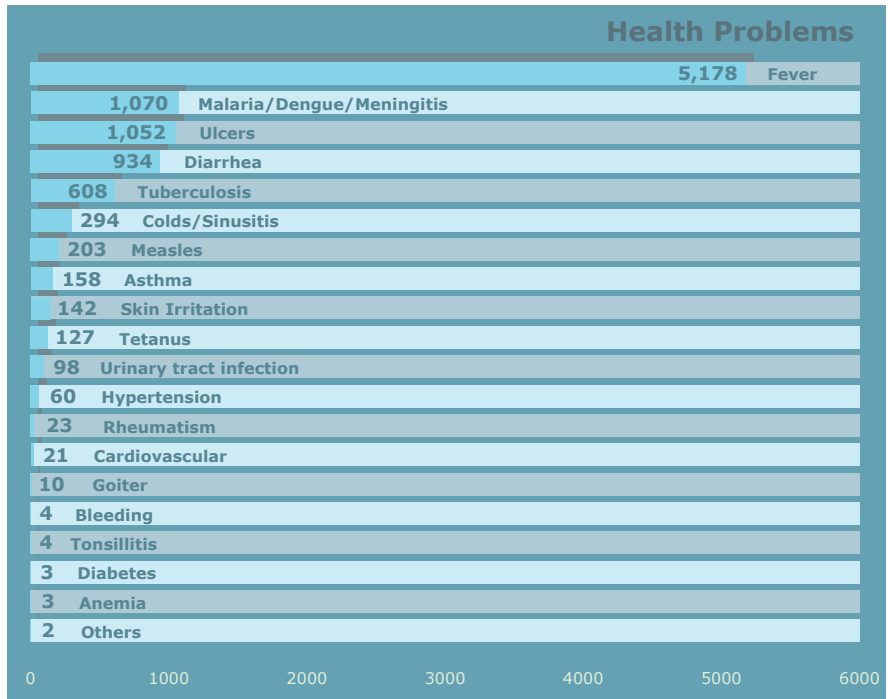 Health Problems
5,178 Fever
1,070 Malaria/Dengue/Meningitis
1,052 Ulcers
934 Diarrhea
608 Tuberculosis
294 Colds/Sinusitis
203 Measles
158 Asthma
142 Skin Irritation
127 Tetanus
98 Urinary tract infection
60 Hypertension
23 Rheumatism
21 Cardiovascular
10 Goiter
4 Bleeding
4 Tonsillitis
3 Diabetes
3 Anemia
2 Others
0 1000 2000 3000 4000 5000 6000